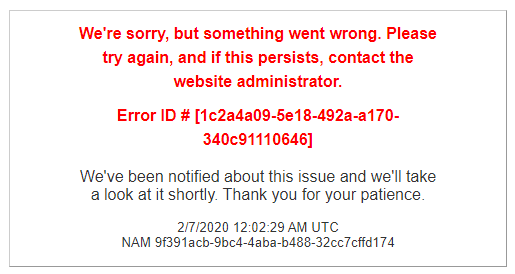 We're sorry, but something went wrong. Please
try again, and if this persists, contact the
website administrator.
Error ID # [1c2a4a09-5e18-492a-a170-
340c91110646]
We've been notified about this issue and we'll take
a look at it shortly. Thank you for your patience.
2/7/2020 12:02:29 AM UTC
NAM 9f391acb-9bc4-4aba-b488-32cc7cffd174